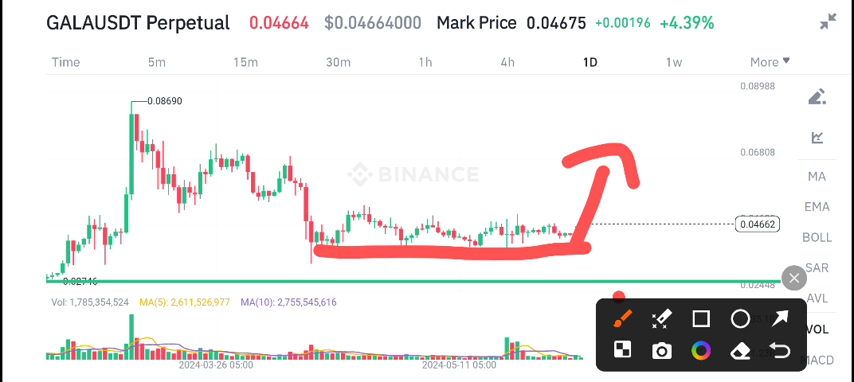 GALAUSDT Perpetual 0.04664 $0.04664000 Mark Price 0.04675 +0.00196 +4.39%
Time 5m 15m 30m 1h 4h 1D 1w More
0.08988
0.08690
0.06808
BINANCE
0.04662
0.02746
0.02448
MA
EMA
BOLL
SAR
AVL
VOL
MACD
Vol: 1,785,354,524 MA(5): 2,611,526,977 MA(10): 2,755,545,616
2024-03-26 05:00 2024-05-11 05:00